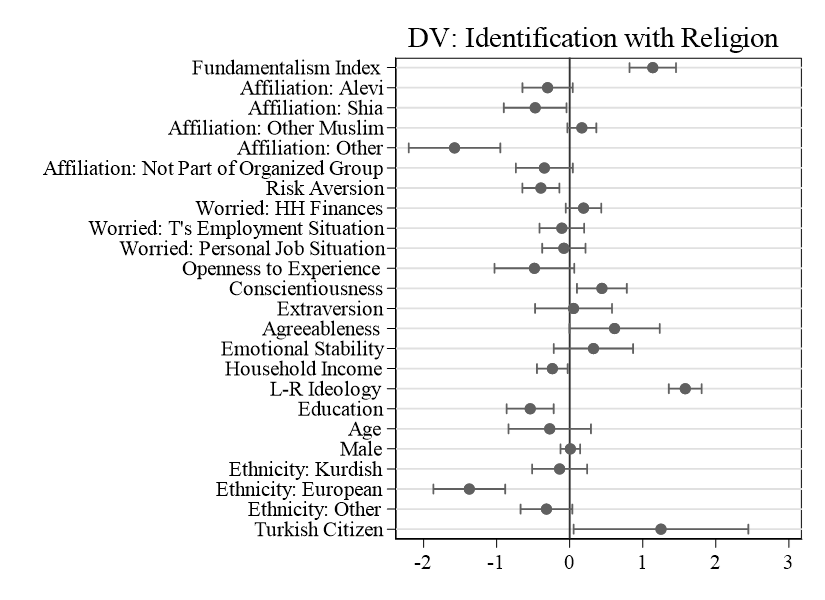 DV: Identification with Religion
Fundamentalism Index
Affiliation: Alevi
Affiliation: Shia
Affiliation: Other Muslim
Affiliation: Other
Affiliation: Not Part of Organized Group
Risk Aversion
Worried: HH Finances
Worried: T's Employment Situation
Worried: Personal Job Situation
Openness to Experience
Conscientiousness
Extraversion
Agreeableness
Emotional Stability
Household Income
L-R Ideology
Education
Age
Male
Ethnicity: Kurdish
Ethnicity: European
Ethnicity: Other
Turkish Citizen
-2 -1 0 1 2 3